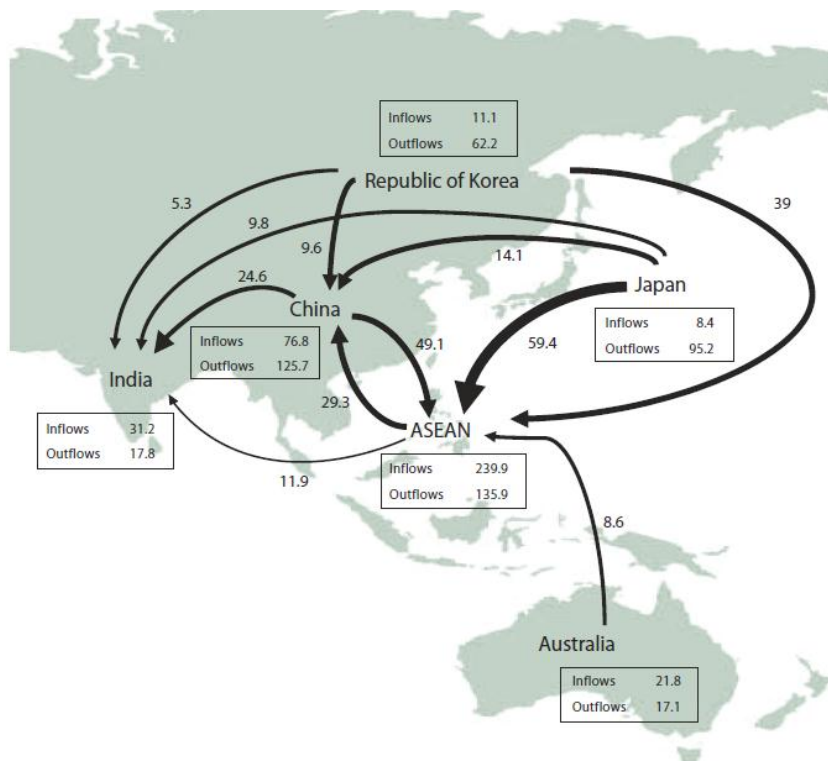 Inflows 11.1
Outflows 62.2
Republic of Korea
5.3
39
9.8
9.6
14.1
24.6
Japan
China
Inflows 8.4
Outflows 95.2
Inflows 76.8
Outflows 125.7
49.1
59.4
India
29.3
Inflows 31.2
Outflows 17.8
ASEAN
Inflows 239.9
Outflows 135.9
11.9
8.6
Australia
Inflows 21.8
Outflows 17.1